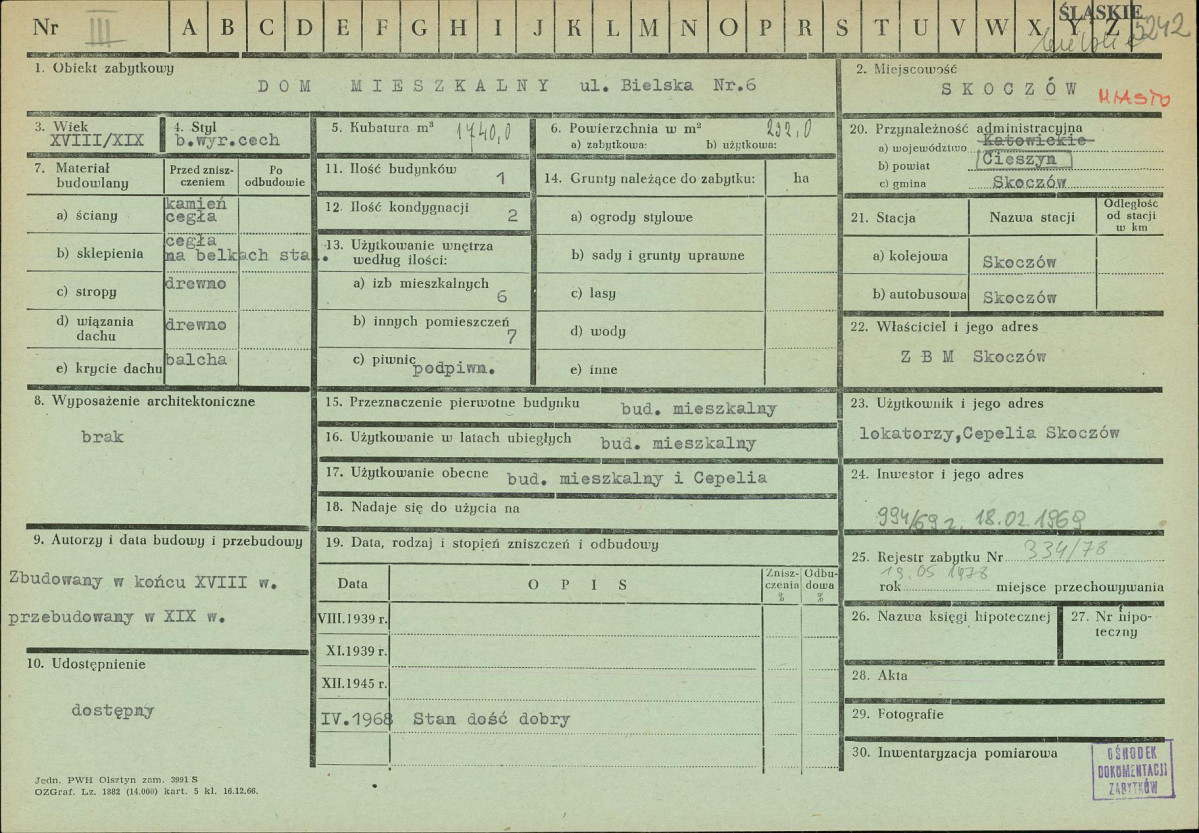 Nr III A B C D E F G H I J K L M N O P R S T U V W X Y Z
ŚLĄSKIE
5242
1. Obiekt zabytkowy
DOM MIESZKALNY ul. Bielska Nr.6
2. Miejscowość
SKOCZÓW
MIASTO
3. Wiek
XVIII/XIX
4. Styl
b.wyr.cech
5. Kubatura m³ 1740,0
6. Powierzchnia w m² 292,0
a) zabytkowa: b) użytkowa:
20. Przynależność administracyjna
a) województwo Katowickie
b) powiat Cieszyn
c) gmina Skoczów
7. Materiał budowlany
Przed zniszczeniem
Po odbudowie
a) ściany kamień
cegła
b) sklepienia cegła
na belkach stal.
c) stropy drewno
d) wiązania dachu drewno
e) krycie dachu balcha
11. Ilość budynków 1
12. Ilość kondygnacji 2
13. Użytkowanie wnętrza
według ilości:
a) izb mieszkalnych 6
b) innych pomieszczeń 7
c) piwnic podpiwn.
14. Grunty należące do zabytku: ha
a) ogrody stylowe
b) sady i grunty uprawne
c) lasy
d) wody
e) inne
21. Stacja
Nazwa stacji
Odległość
od stacji
w km
a) kolejowa Skoczów
b) autobusowa Skoczów
22. Właściciel i jego adres
Z B M Skoczów
8. Wyposażenie architektoniczne
brak
15. Przeznaczenie pierwotne budynku bud. mieszkalny
16. Użytkowanie w latach ubiegłych bud. mieszkalny
17. Użytkowanie obecne bud. mieszkalny i Cepelia
18. Nadaje się do użycia na
23. Użytkownik i jego adres
lokatorzy,Cepelia Skoczów
24. Inwestor i jego adres
994/69 r. 18.02.1969
9. Autorzy i data budowy i przebudowy
Zbudowany w końcu XVIII w.
przebudowany w XIX w.
10. Udostępnienie
dostępny
19. Data, rodzaj i stopień zniszczeń i odbudowy
Data
OPIS
Zniszczenia %
Odbudowa %
VIII.1939 r.
XI.1939 r.
XII.1945 r.
IV.1968 Stan dość dobry
25. Rejestr zabytku Nr 334/78
19.05 1978
rok miejsce przechowywania
26. Nazwa księgi hipotecznej
27. Nr hipoteczny
28. Akta
29. Fotografie
30. Inwentaryzacja pomiarowa
OŚRODEK
DOKUMENTACJI
ZABYTKÓW
Jedn. PWH Olsztyn zam. 3991 S
OZGraf. Lz. 1882 (14.000) kart. 5 kl. 16.12.66.